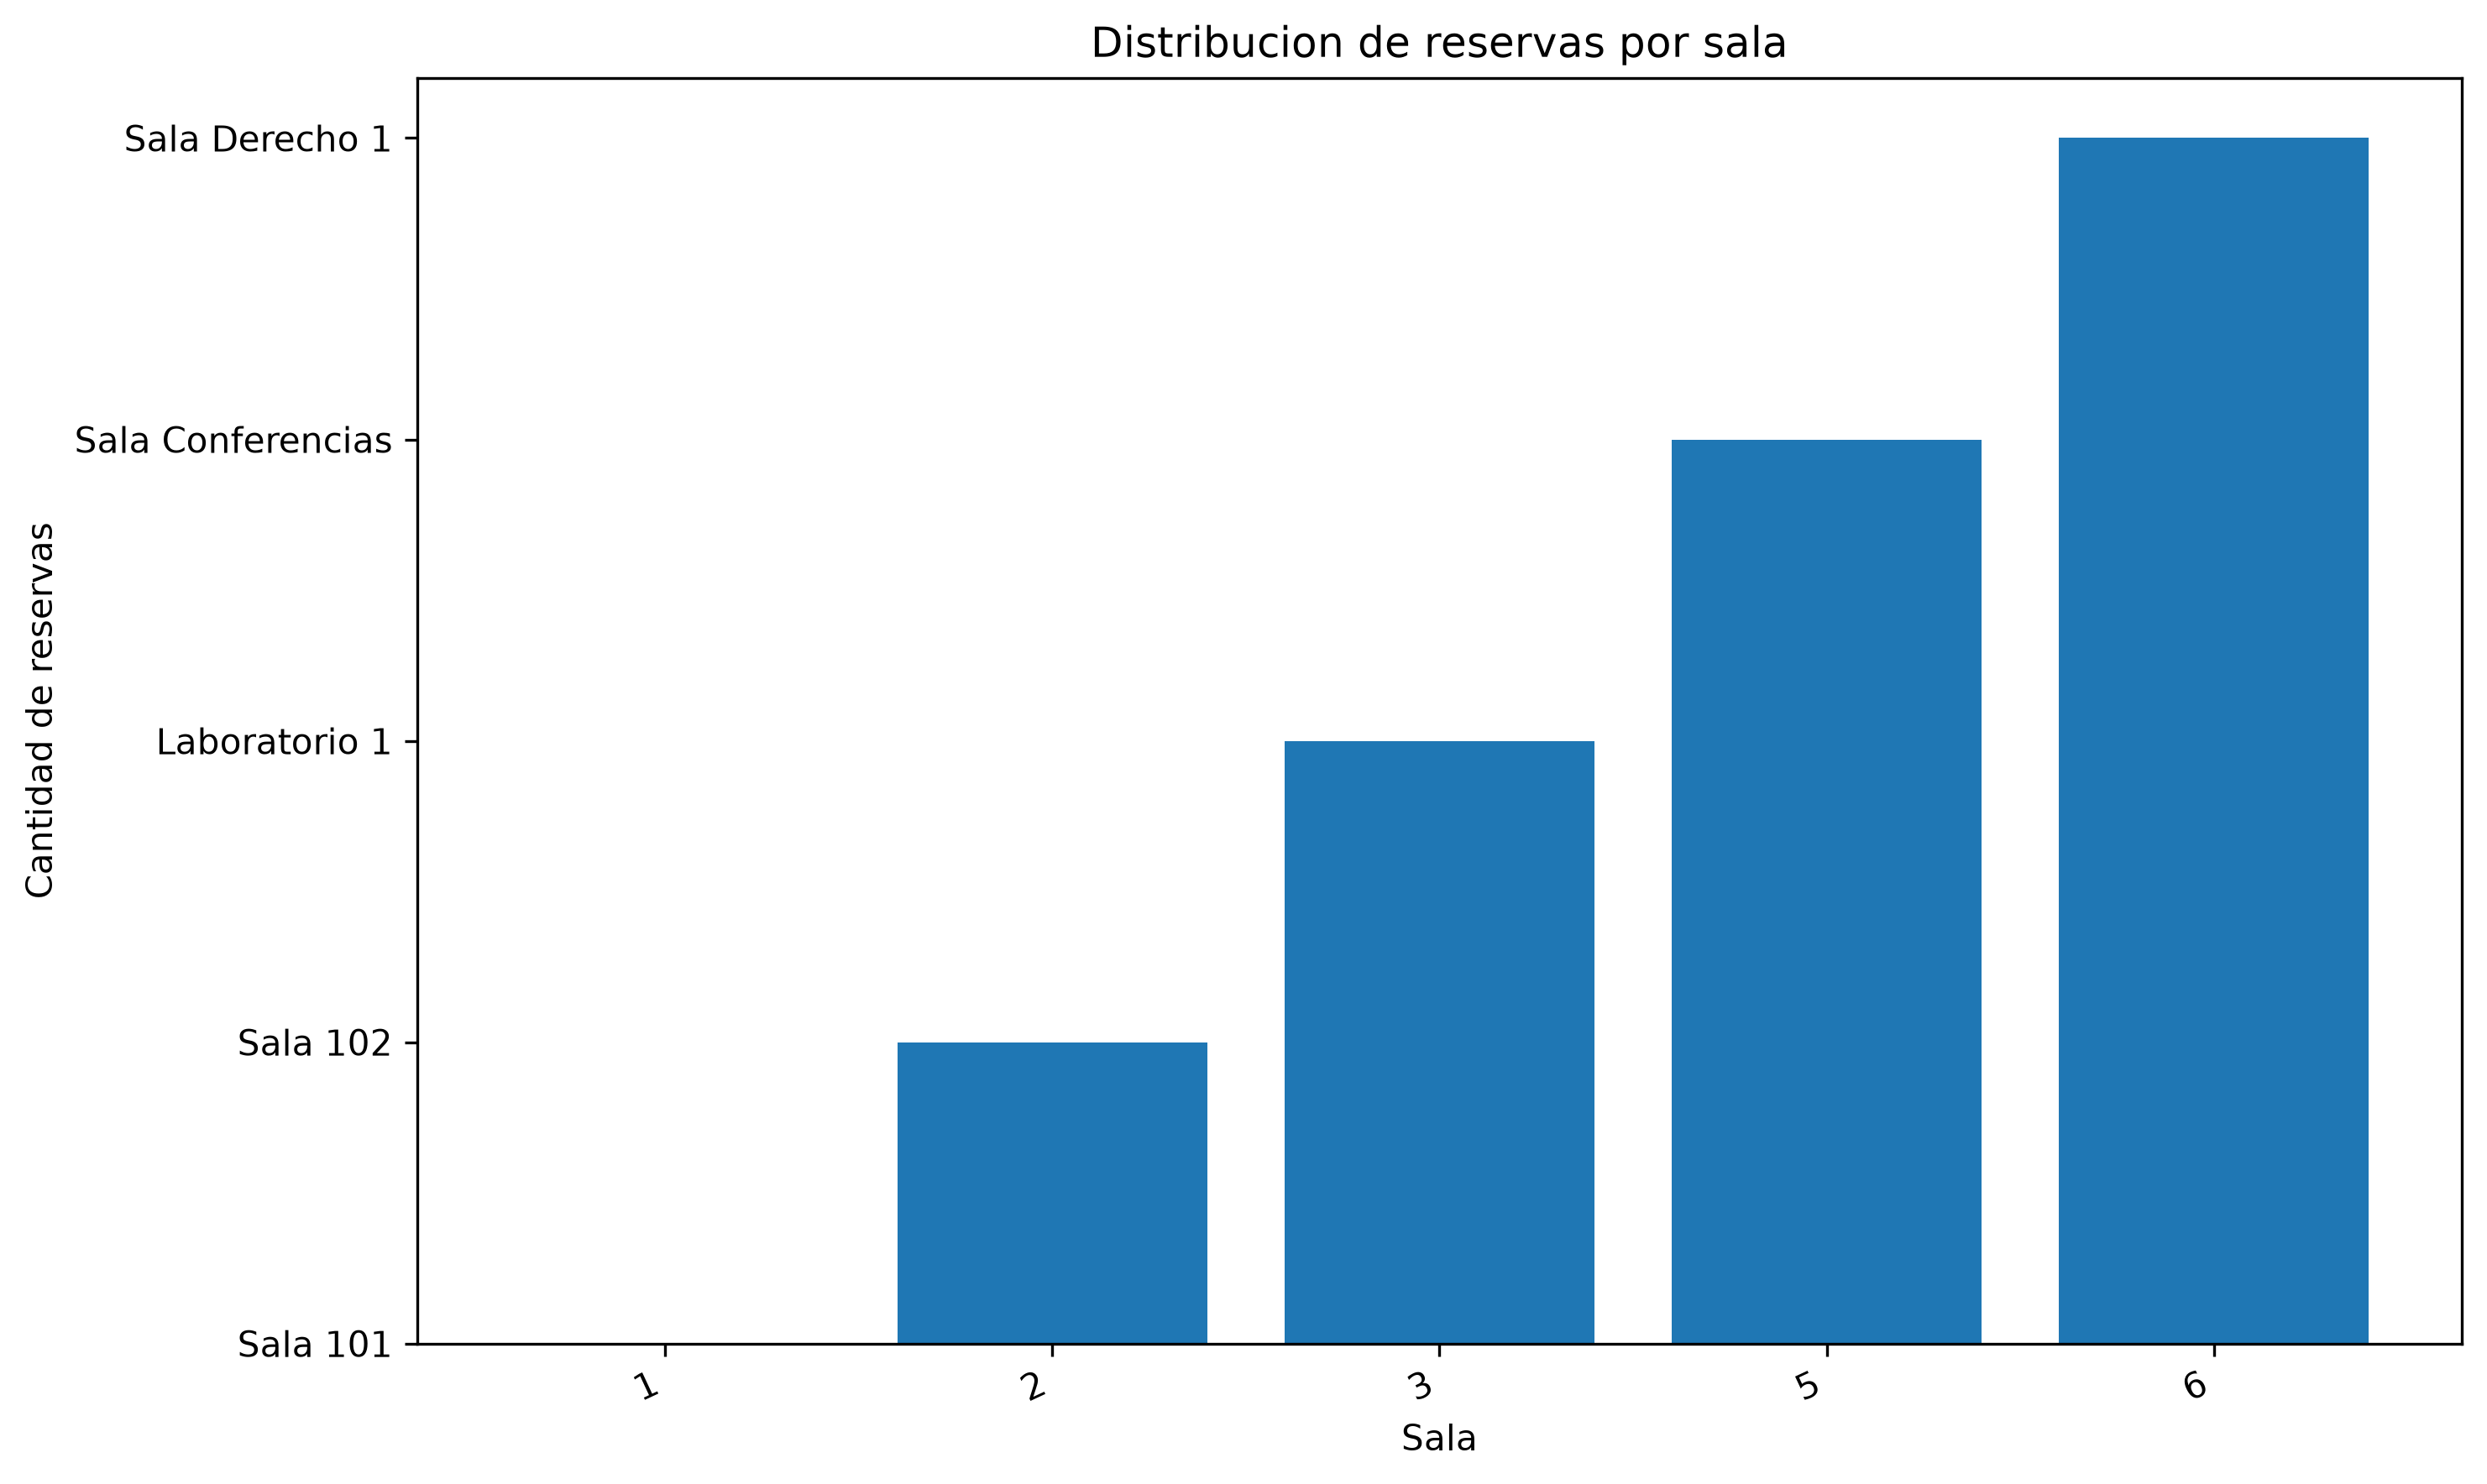 Distribucion de reservas por sala
Sala Derecho 1
Sala Conferencias
Laboratorio 1
Sala 102
Sala 101
Cantidad de reservas
1
2
3
5
6
Sala